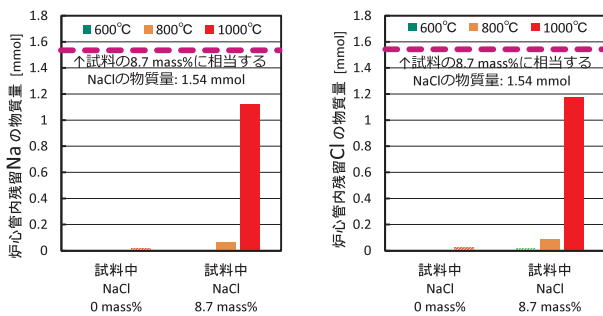 炉心管内残留Naの物質量 [mmol]
1.8
1.6
1.4
1.2
1
0.8
0.6
0.4
0.2
0
600℃ 800℃ 1000℃
↑試料の8.7 mass%に相当する
NaClの物質量: 1.54 mmol
試料中 試料中
NaCl NaCl
0 mass% 8.7 mass%
炉心管内残留Clの物質量 [mmol]
1.8
1.6
1.4
1.2
1
0.8
0.6
0.4
0.2
0
600℃ 800℃ 1000℃
↑試料の8.7 mass%に相当する
NaClの物質量: 1.54 mmol
試料中 試料中
NaCl NaCl
0 mass% 8.7 mass%